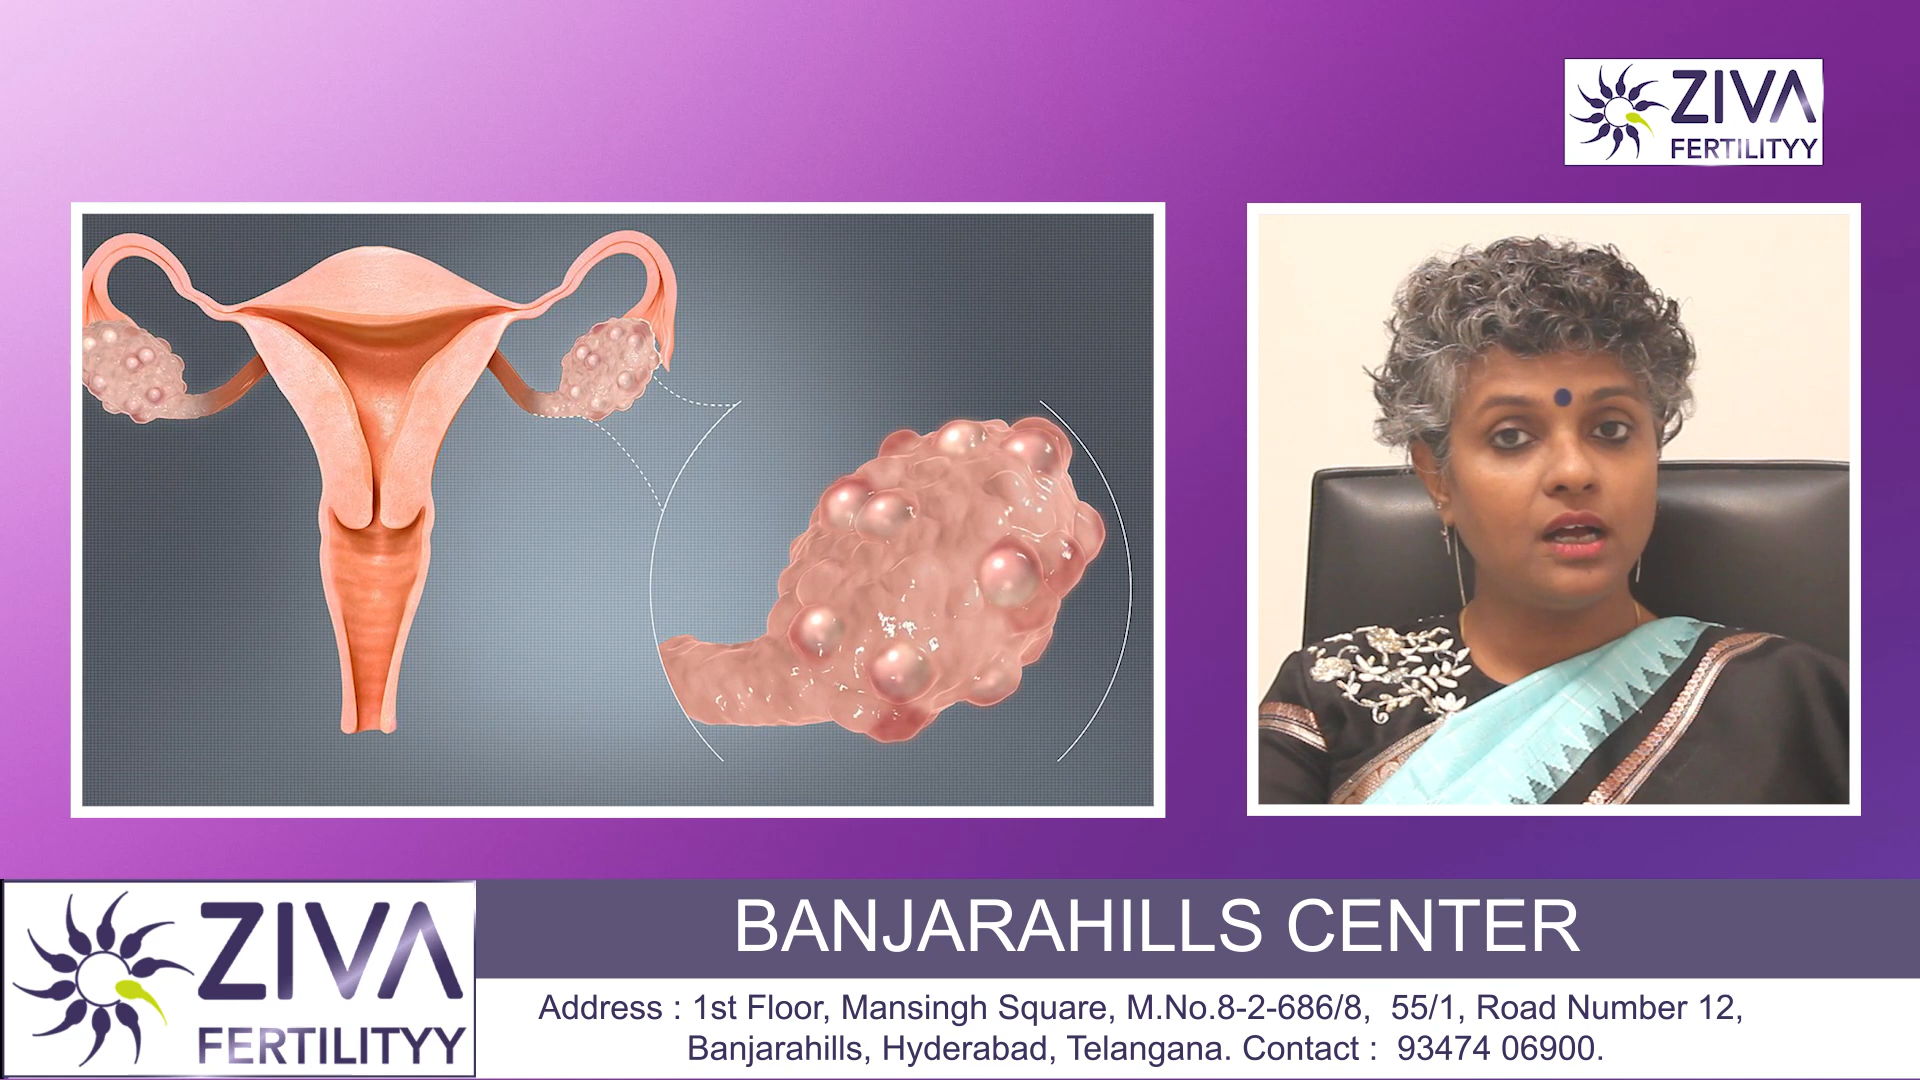 ZIVA
FERTILITYY
ZIVA
FERTILITYY
BANJARAHILLS CENTER
Address : 1st Floor, Mansingh Square, M.No.8-2-686/8, 55/1, Road Number 12,
Banjarahills, Hyderabad, Telangana. Contact : 93474 06900.